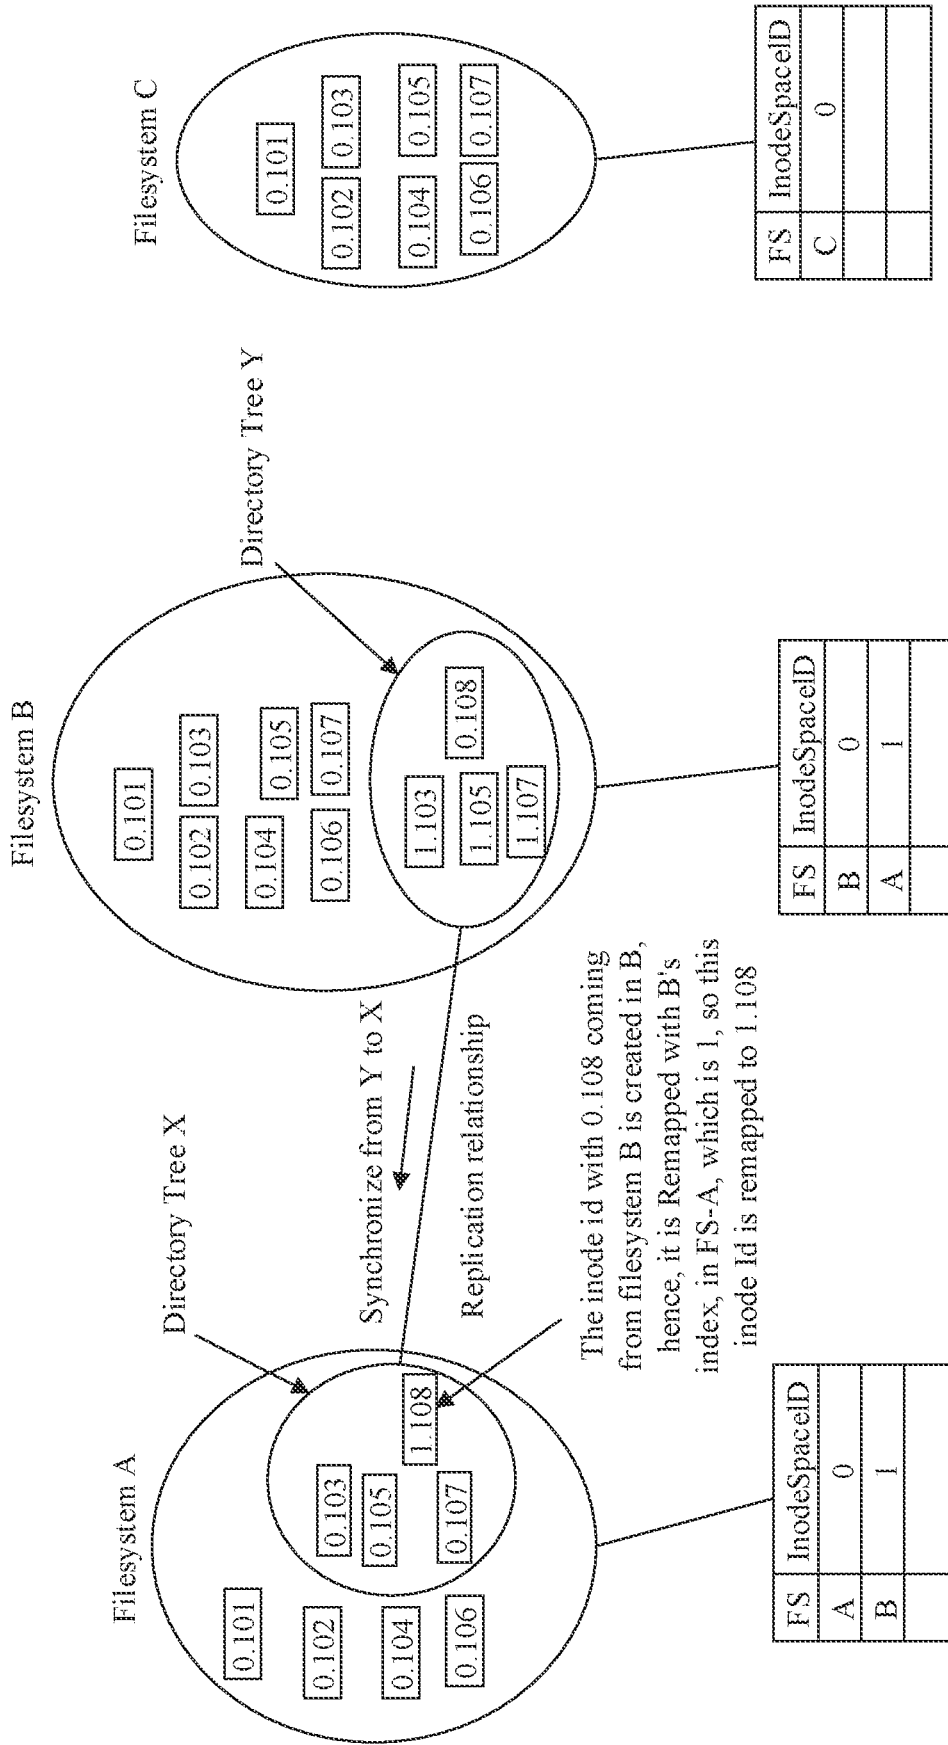 Filesystem A
0.101
0.102
0.104
0.106
0.103
0.105
0.107
1.108
Directory Tree X
FS InodeSpaceID
A 0
B 1
Synchronize from Y to X
Replication relationship
The inode id with 0.108 coming
from filesystem B is created in B,
hence, it is Remapped with B's
index, in FS-A, which is 1, so this
inode Id is remapped to 1.108
Filesystem B
0.101
0.102 0.103
0.104 0.105
0.106 0.107
1.103
1.105
1.107
0.108
Directory Tree Y
FS InodeSpaceID
B 0
A 1
Filesystem C
0.101
0.102 0.103
0.104 0.105
0.106 0.107
FS InodeSpaceID
C 0